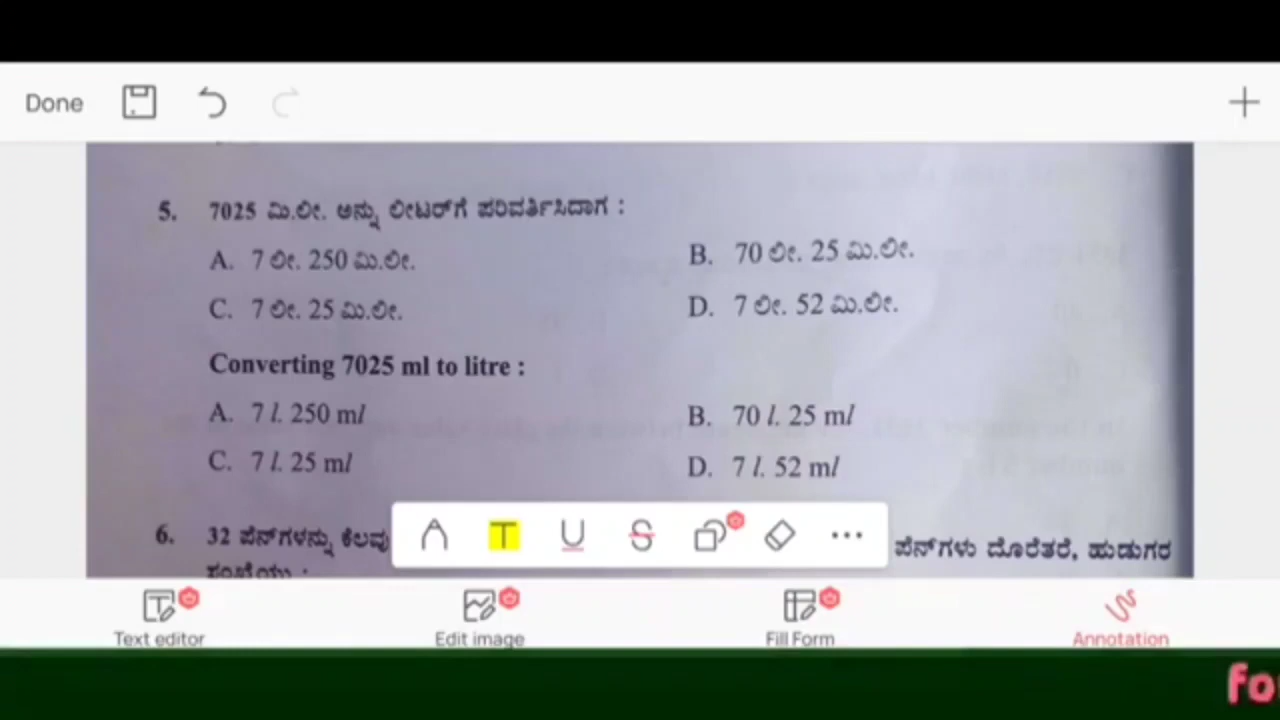 Done
5. 7025 ಮಿ.ಲೀ. ಅನ್ನು ಲೀಟರ್‌ಗೆ ಪರಿವರ್ತಿಸಿದಾಗ :
A. 7 ಲೀ. 250 ಮಿ.ಲೀ.
B. 70 ಲೀ. 25 ಮಿ.ಲೀ.
C. 7 ಲೀ. 25 ಮಿ.ಲೀ.
D. 7 ಲೀ. 52 ಮಿ.ಲೀ.
Converting 7025 ml to litre :
A. 7 l. 250 ml
B. 70 l. 25 ml
C. 7 l. 25 ml
D. 7 l. 52 ml
6. 32 ಪೆನ್‌ಗಳನ್ನು ಕೆಲವು ಪೆನ್‌ಗಳು ದೊರೆತರೆ, ಹುಡುಗರ
T U S
Text editor Edit image Fill Form Annotation